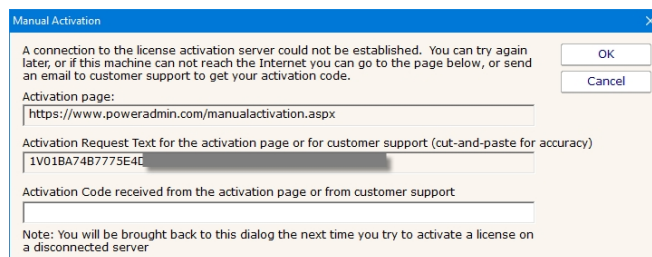 Manual Activation
A connection to the license activation server could not be established.  You can try again
later, or if this machine can not reach the Internet you can go to the page below, or send
an email to customer support to get your activation code.
OK
Cancel
Activation page:
https://www.poweradmin.com/manualactivation.aspx
Activation Request Text for the activation page or for customer support (cut-and-paste for accuracy)
1V01BA74B7775E4D
Activation Code received from the activation page or from customer support
Note: You will be brought back to this dialog the next time you try to activate a license on
a disconnected server